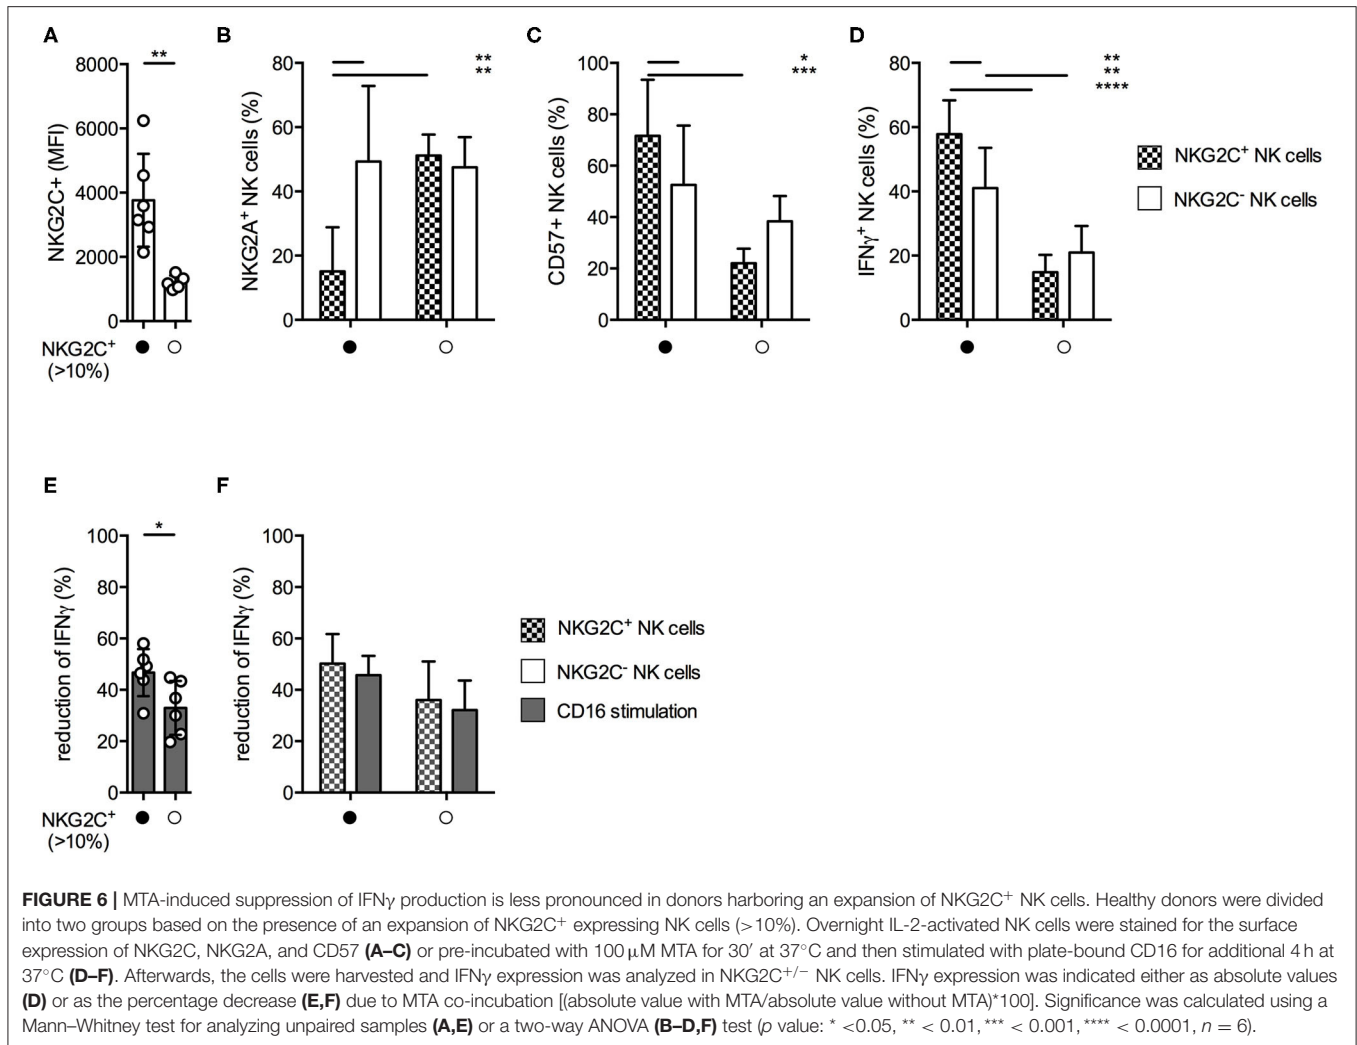 A
B
C
D
**
**
**
*
***
**
**
****
8000
6000
4000
2000
0
NKG2C+ (MFI)
NKG2C⁺
(>10%)
80
60
40
20
0
NKG2A⁺ NK cells (%)
100
80
60
40
20
0
CD57+ NK cells (%)
80
60
40
20
0
IFNγ⁺ NK cells (%)
NKG2C⁺ NK cells
NKG2C⁻ NK cells
E
F
*
100
80
60
40
20
0
reduction of IFNγ (%)
NKG2C⁺
(>10%)
100
80
60
40
20
0
reduction of IFNγ (%)
NKG2C⁺ NK cells
NKG2C⁻ NK cells
CD16 stimulation
FIGURE 6 | MTA-induced suppression of IFNγ production is less pronounced in donors harboring an expansion of NKG2C⁺ NK cells. Healthy donors were divided
into two groups based on the presence of an expansion of NKG2C⁺ expressing NK cells (>10%). Overnight IL-2-activated NK cells were stained for the surface
expression of NKG2C, NKG2A, and CD57 (A–C) or pre-incubated with 100 μM MTA for 30′ at 37°C and then stimulated with plate-bound CD16 for additional 4 h at
37°C (D–F). Afterwards, the cells were harvested and IFNγ expression was analyzed in NKG2C⁺/⁻ NK cells. IFNγ expression was indicated either as absolute values
(D) or as the percentage decrease (E,F) due to MTA co-incubation [(absolute value with MTA/absolute value without MTA)*100]. Significance was calculated using a
Mann–Whitney test for analyzing unpaired samples (A,E) or a two-way ANOVA (B–D,F) test (p value: * <0.05, ** < 0.01, *** < 0.001, **** < 0.0001, n = 6).